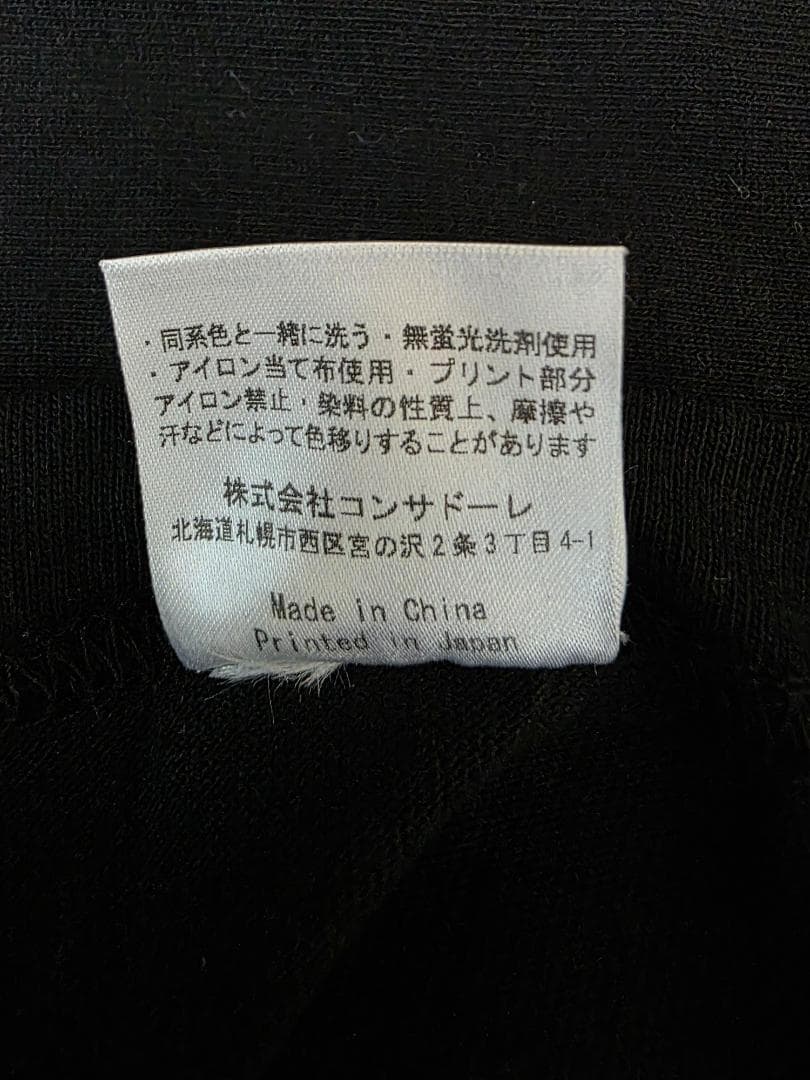 ・同系色と一緒に洗う・無蛍光洗剤使用
・アイロン当て布使用・プリント部分
アイロン禁止・染料の性質上、摩擦や
汗などによって色移りすることがあります
株式会社コンサドーレ
北海道札幌市西区宮の沢2条3丁目4-1
Made in China
Printed in Japan